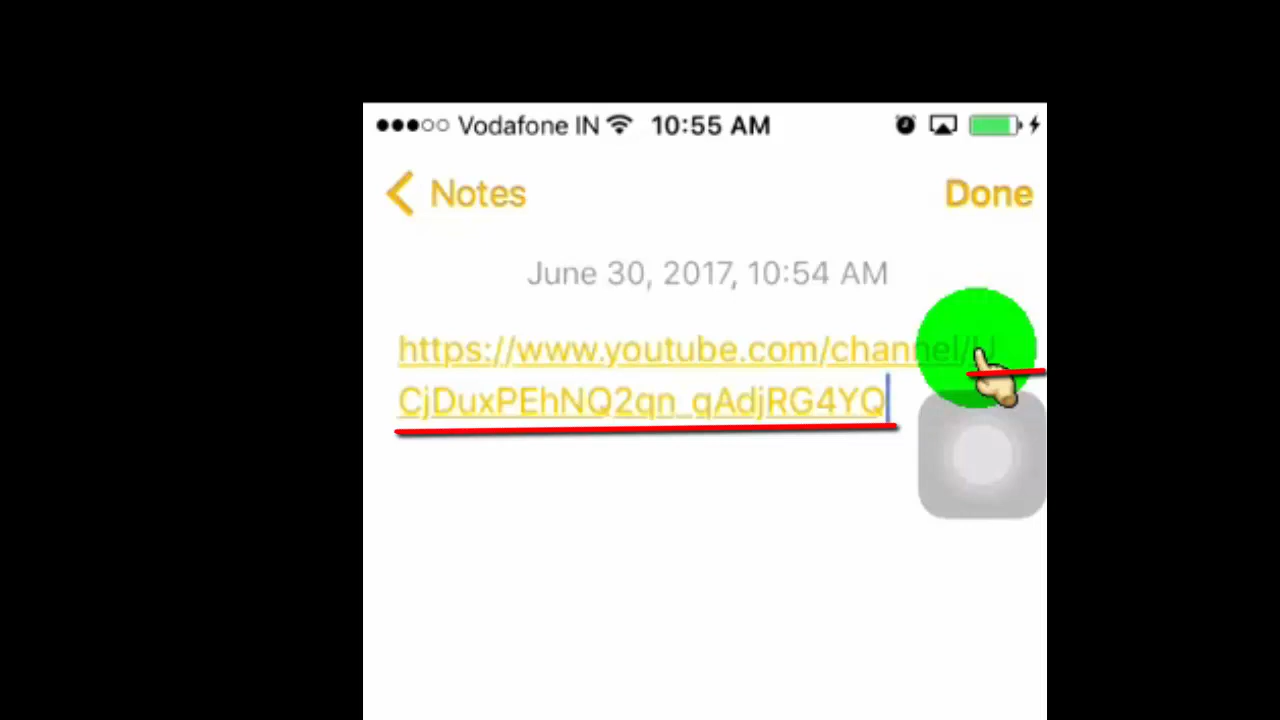 Vodafone IN 10:55 AM
Notes Done
June 30, 2017, 10:54 AM
https://www.youtube.com/channel/U
CjDuxPEhNQ2qn_qAdjRG4YQ